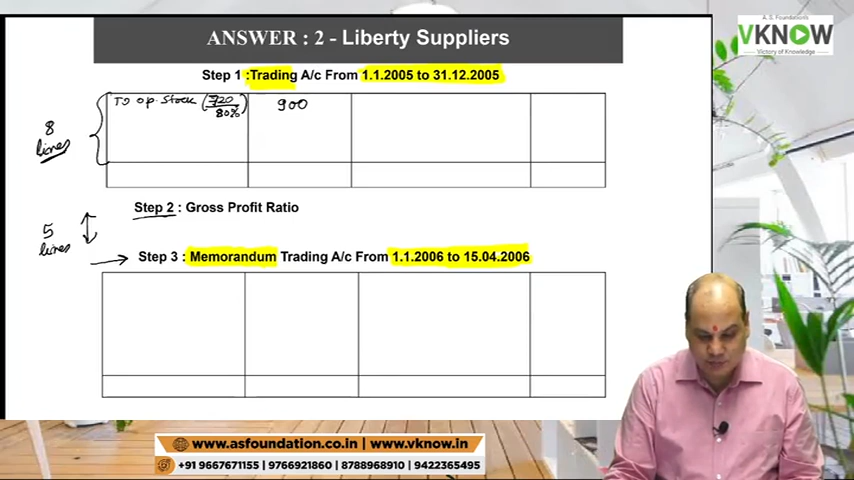 ANSWER : 2 - Liberty Suppliers
A. S. Foundation's
VKNOW
Victory of Knowledge
Step 1 :Trading A/c From 1.1.2005 to 31.12.2005
To op. Stock (720/80%) 900
8
lines
Step 2 : Gross Profit Ratio
5
lines
Step 3 : Memorandum Trading A/c From 1.1.2006 to 15.04.2006
www.asfoundation.co.in | www.vknow.in
+91 9667671155 | 9766921860 | 8788968910 | 9422365495